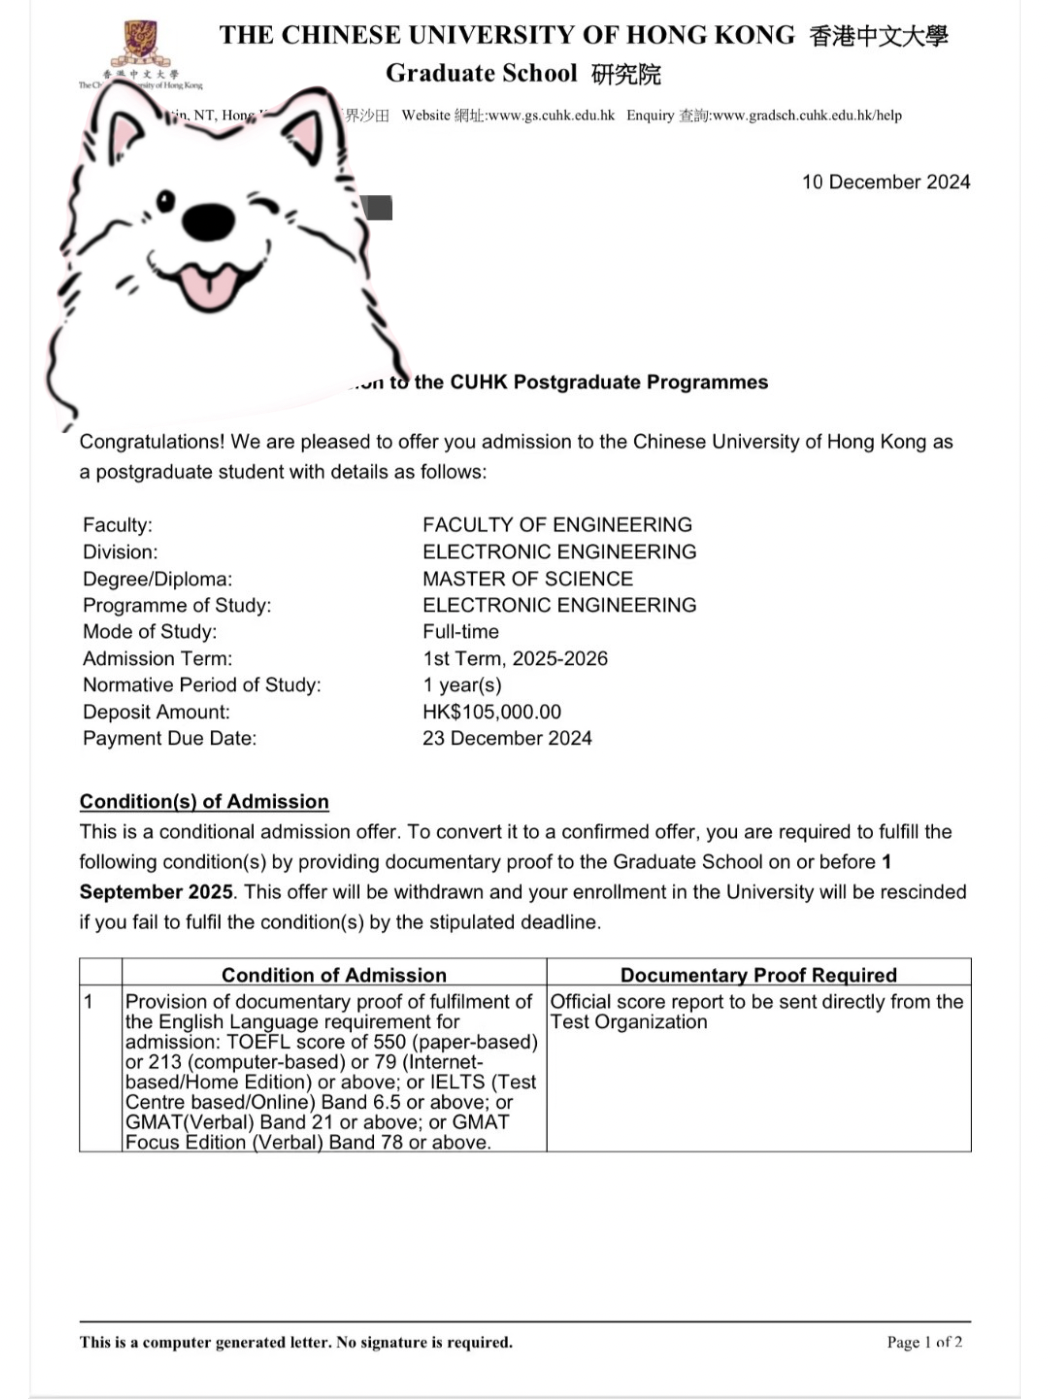 THE CHINESE UNIVERSITY OF HONG KONG 香港中文大學
Graduate School 研究院
香港中文大學
NT, Hong 界沙田 Website 網址:www.gs.cuhk.edu.hk Enquiry 查詢:www.gradsch.cuhk.edu.hk/help
10 December 2024
to the CUHK Postgraduate Programmes
Congratulations! We are pleased to offer you admission to the Chinese University of Hong Kong as
a postgraduate student with details as follows:
Faculty: FACULTY OF ENGINEERING
Division: ELECTRONIC ENGINEERING
Degree/Diploma: MASTER OF SCIENCE
Programme of Study: ELECTRONIC ENGINEERING
Mode of Study: Full-time
Admission Term: 1st Term, 2025-2026
Normative Period of Study: 1 year(s)
Deposit Amount: HK$105,000.00
Payment Due Date: 23 December 2024
Condition(s) of Admission
This is a conditional admission offer. To convert it to a confirmed offer, you are required to fulfill the
following condition(s) by providing documentary proof to the Graduate School on or before 1
September 2025. This offer will be withdrawn and your enrollment in the University will be rescinded
if you fail to fulfil the condition(s) by the stipulated deadline.
Condition of Admission Documentary Proof Required
1 Provision of documentary proof of fulfilment of Official score report to be sent directly from the
the English Language requirement for Test Organization
admission: TOEFL score of 550 (paper-based)
or 213 (computer-based) or 79 (Internet-
based/Home Edition) or above; or IELTS (Test
Centre based/Online) Band 6.5 or above; or
GMAT(Verbal) Band 21 or above; or GMAT
Focus Edition (Verbal) Band 78 or above.
This is a computer generated letter. No signature is required. Page 1 of 2